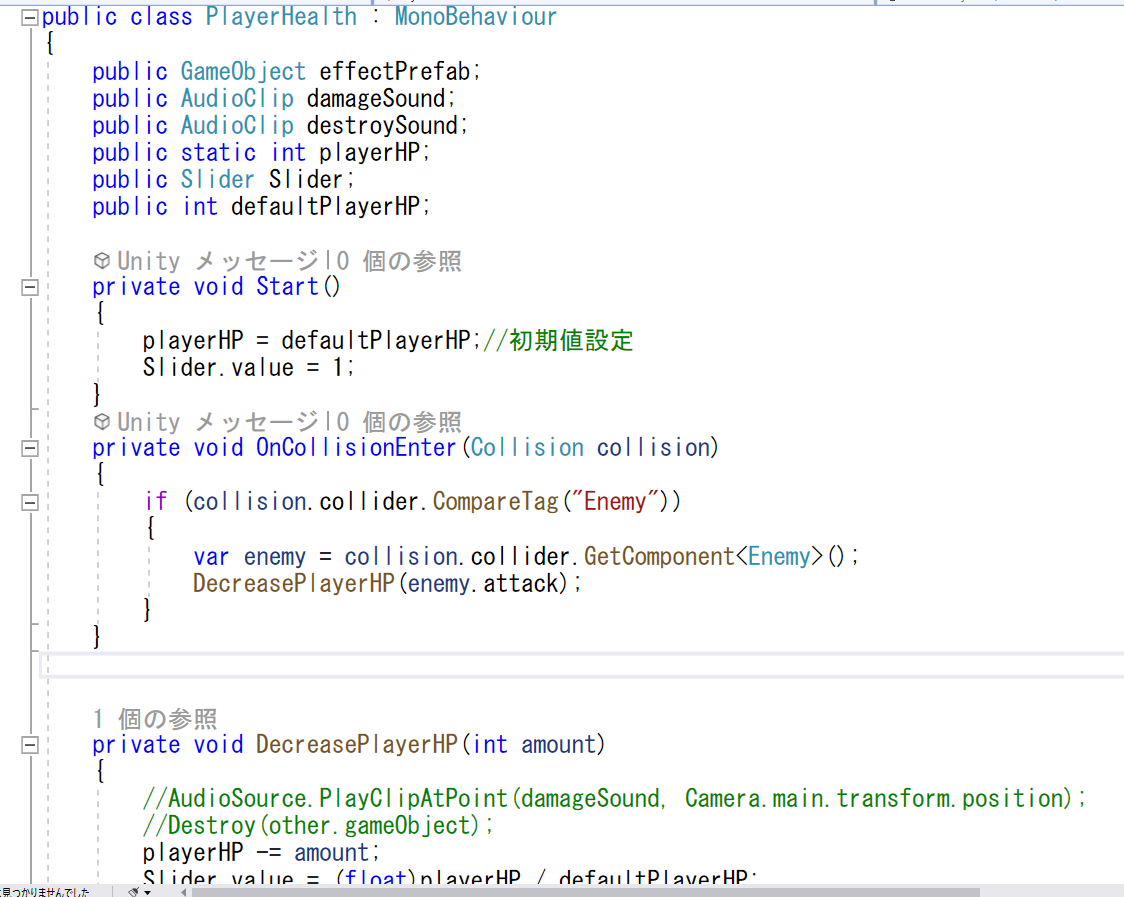 public class PlayerHealth : MonoBehaviour
{
public GameObject effectPrefab;
public AudioClip damageSound;
public AudioClip destroySound;
public static int playerHP;
public Slider Slider;
public int defaultPlayerHP;
Unity メッセージ|0 個の参照
private void Start()
{
playerHP = defaultPlayerHP;//初期値設定
Slider.value = 1;
}
Unity メッセージ|0 個の参照
private void OnCollisionEnter(Collision collision)
{
if (collision.collider.CompareTag("Enemy"))
{
var enemy = collision.collider.GetComponent<Enemy>();
DecreasePlayerHP(enemy.attack);
}
}
1 個の参照
private void DecreasePlayerHP(int amount)
{
//AudioSource.PlayClipAtPoint(damageSound, Camera.main.transform.position);
//Destroy(other.gameObject);
playerHP -= amount;
Slider.value = (float)playerHP / defaultPlayerHP;
見つかりませんでした